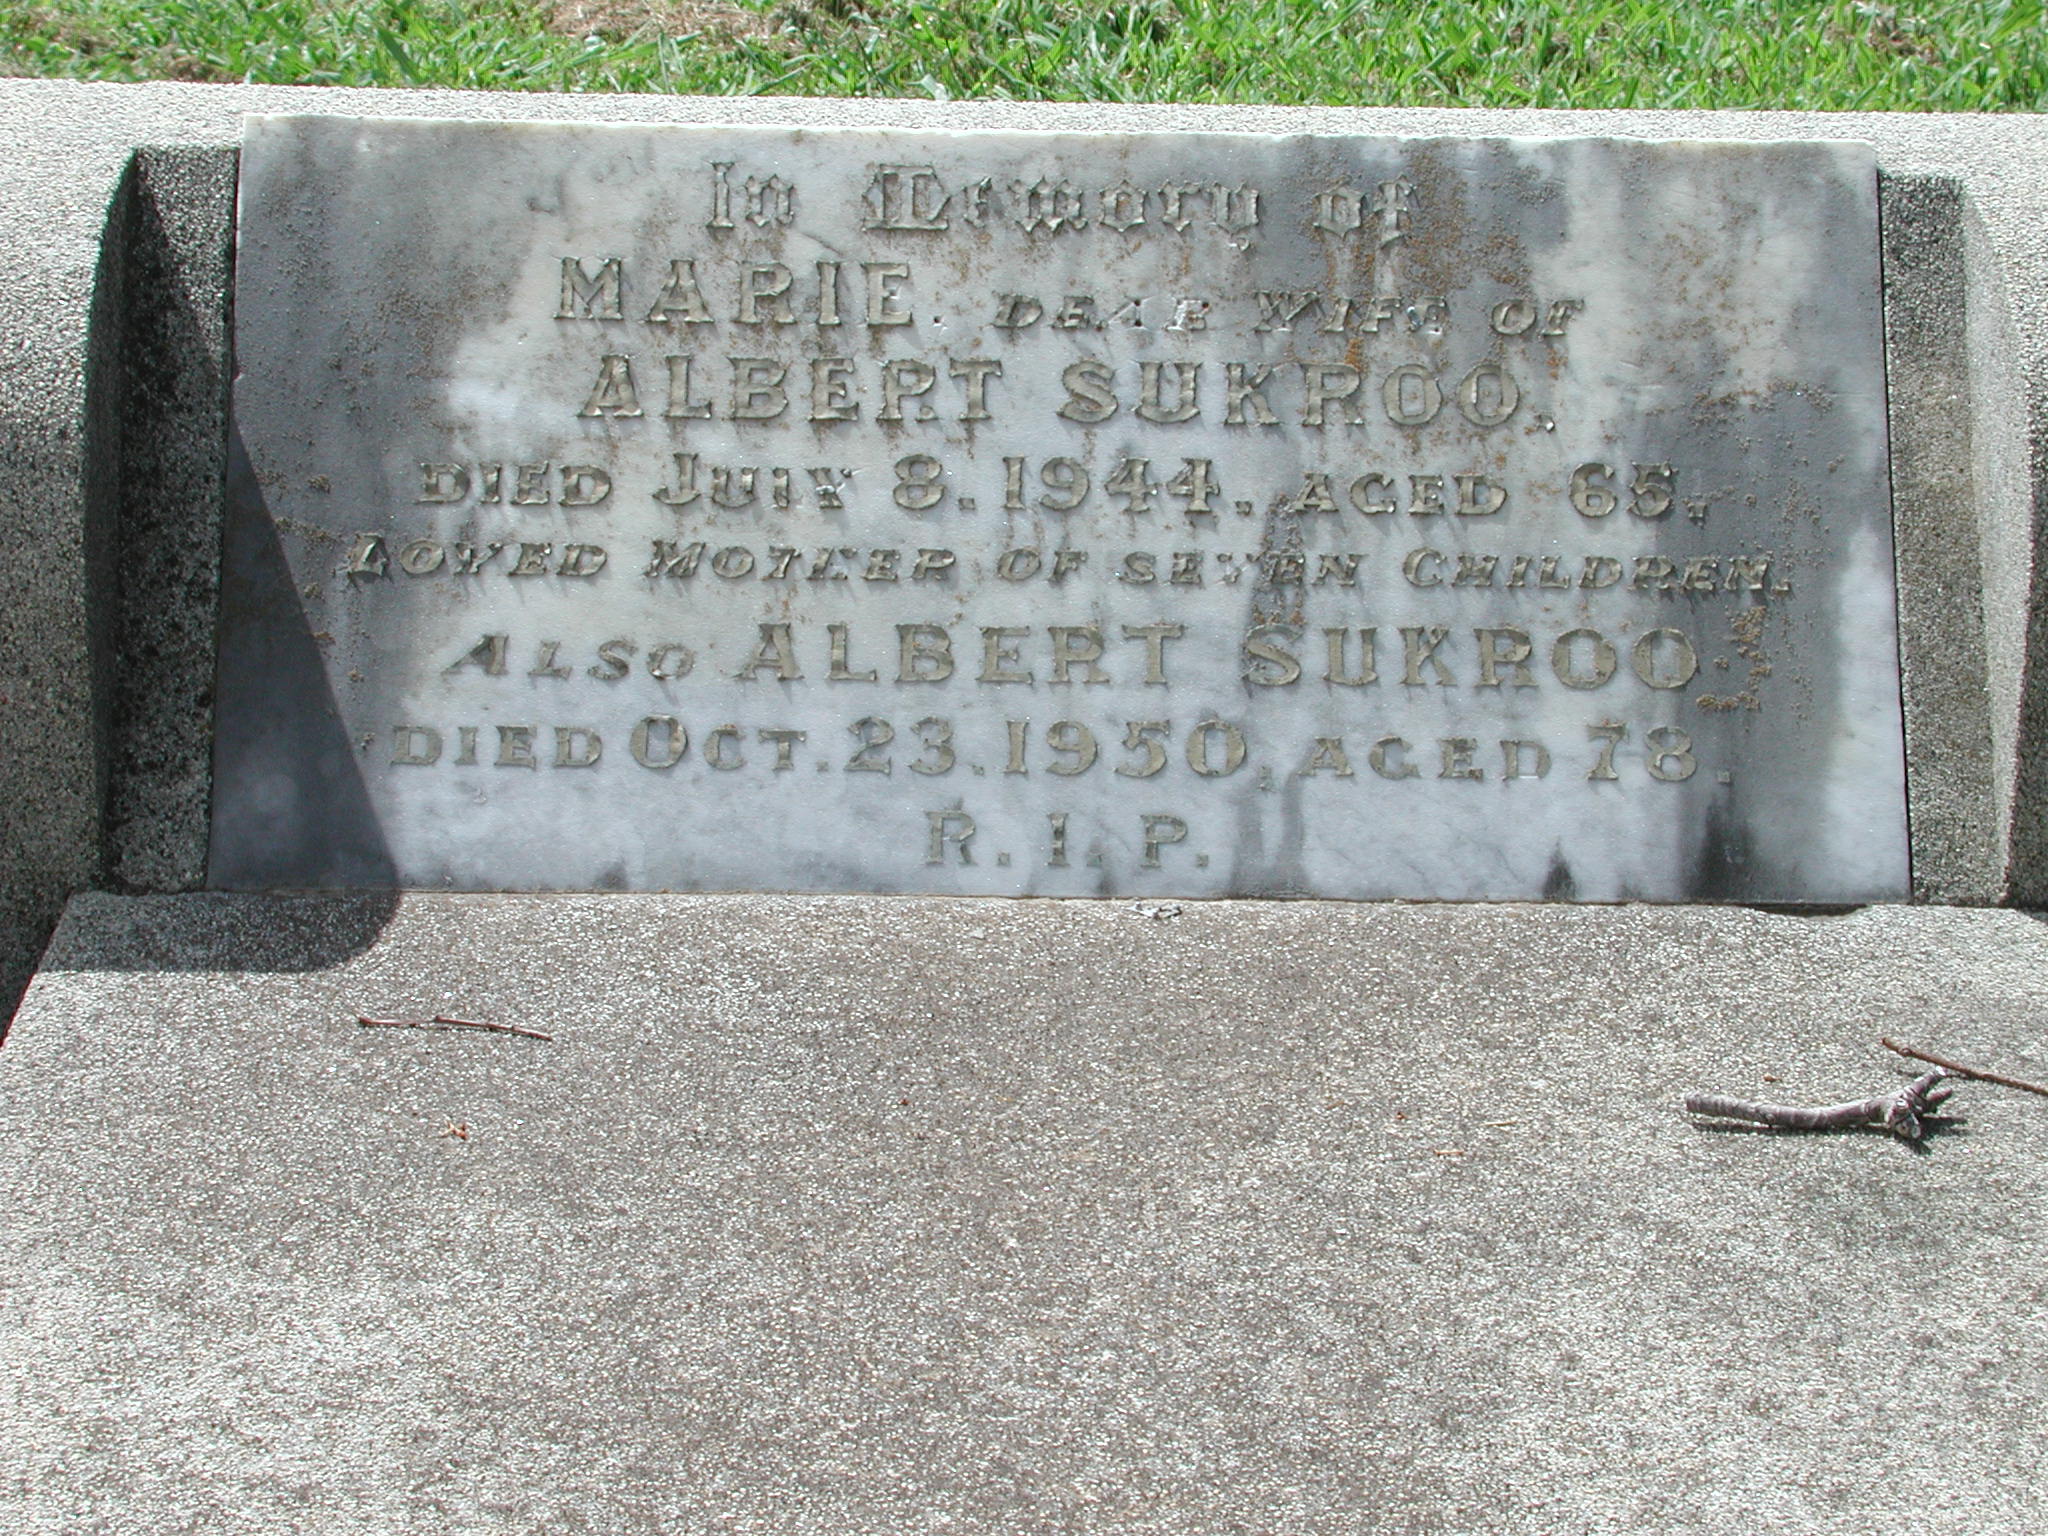 In Memory of
MARIE. DEAR WIFE OF
ALBERT SUKROO.
DIED JULY 8. 1944. AGED 65.
LOVED MOTHER OF SEVEN CHILDREN.
ALSO ALBERT SUKROO
DIED OCT. 23. 1950. AGED 78.
R. I. P.